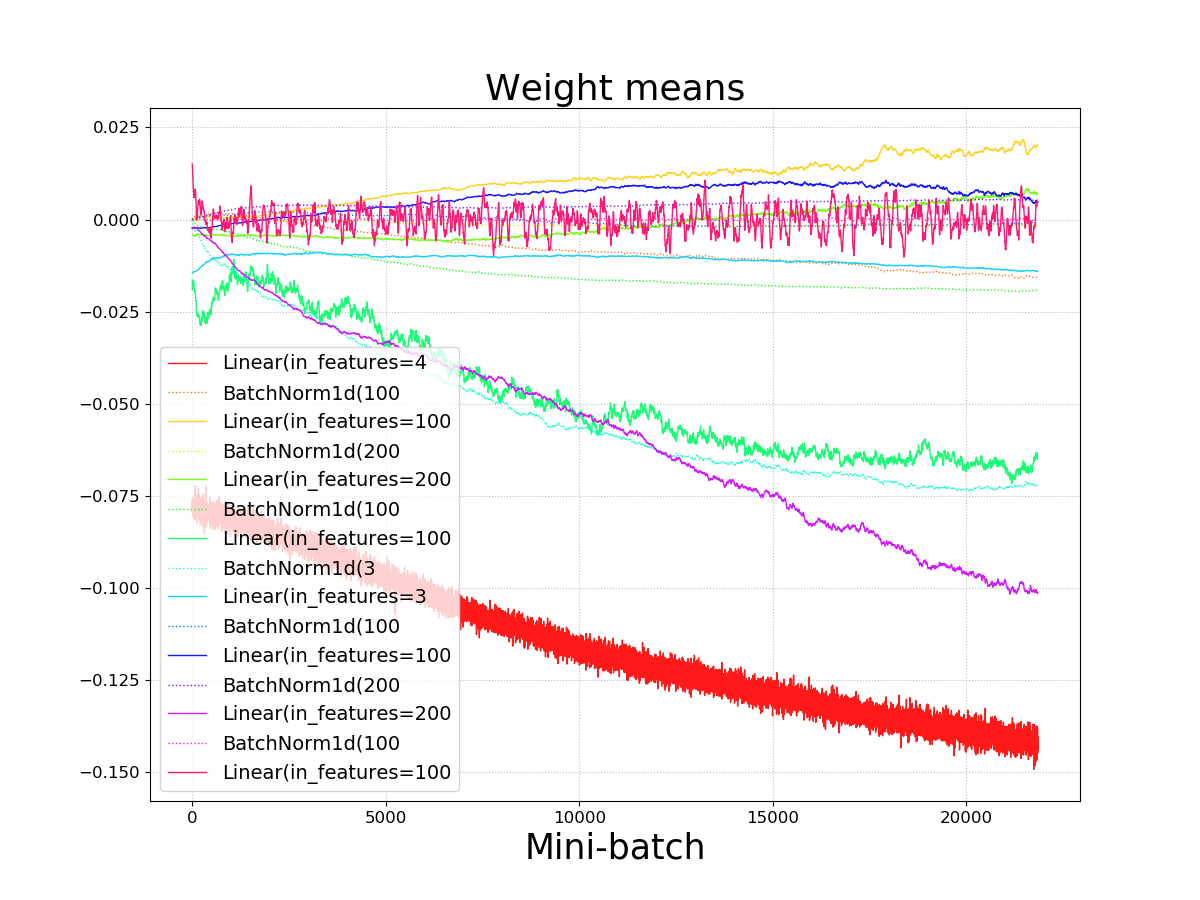 Weight means
0.025
0.000
−0.025
−0.050
−0.075
−0.100
−0.125
−0.150
Linear(in_features=4
BatchNorm1d(100
Linear(in_features=100
BatchNorm1d(200
Linear(in_features=200
BatchNorm1d(100
Linear(in_features=100
BatchNorm1d(3
Linear(in_features=3
BatchNorm1d(100
Linear(in_features=100
BatchNorm1d(200
Linear(in_features=200
BatchNorm1d(100
Linear(in_features=100
0 5000 10000 15000 20000
Mini-batch